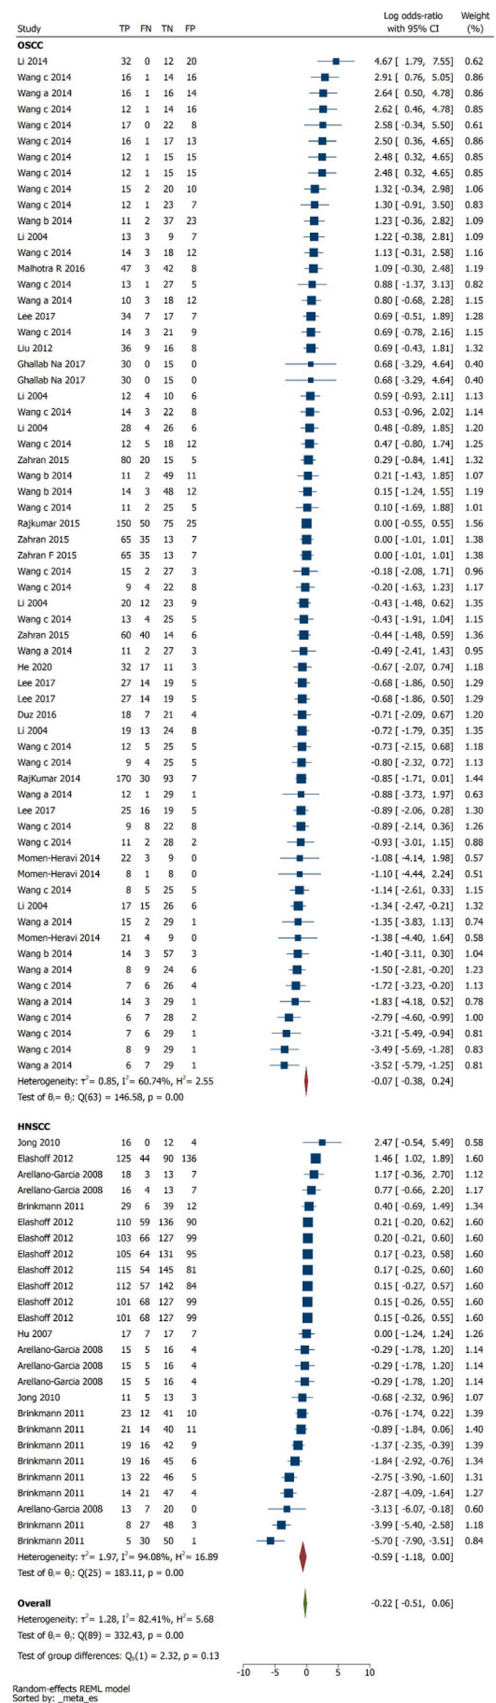 Log odds-ratio Weight
Study TP FN TN FP with 95% CI (%)
OSCC
Li 2014 32 0 12 20 4.67 [ 1.79, 7.55] 0.62
Wang c 2014 16 1 14 16 2.91 [ 0.76, 5.05] 0.86
Wang a 2014 16 1 16 14 2.64 [ 0.50, 4.78] 0.86
Wang c 2014 12 1 14 16 2.62 [ 0.46, 4.78] 0.85
Wang c 2014 17 0 22 8 2.58 [ -0.34, 5.50] 0.61
Wang c 2014 16 1 17 13 2.50 [ 0.36, 4.65] 0.86
Wang c 2014 12 1 15 15 2.48 [ 0.32, 4.65] 0.85
Wang c 2014 12 1 15 15 2.48 [ 0.32, 4.65] 0.85
Wang c 2014 15 2 20 10 1.32 [ -0.34, 2.98] 1.06
Wang c 2014 12 1 23 7 1.30 [ -0.91, 3.50] 0.83
Wang b 2014 11 2 37 23 1.23 [ -0.36, 2.82] 1.09
Li 2004 13 3 9 7 1.22 [ -0.38, 2.81] 1.09
Wang c 2014 14 3 18 12 1.13 [ -0.31, 2.58] 1.16
Malhotra R 2016 47 3 42 8 1.09 [ -0.30, 2.48] 1.19
Wang c 2014 13 1 27 5 0.88 [ -1.37, 3.13] 0.82
Wang a 2014 10 3 18 12 0.80 [ -0.68, 2.28] 1.15
Lee 2017 34 7 17 7 0.69 [ -0.51, 1.89] 1.28
Wang c 2014 14 3 21 9 0.69 [ -0.78, 2.16] 1.15
Liu 2012 36 9 16 8 0.69 [ -0.43, 1.81] 1.32
Ghallab Na 2017 30 0 15 0 0.68 [ -3.29, 4.64] 0.40
Ghallab Na 2017 30 0 15 0 0.68 [ -3.29, 4.64] 0.40
Li 2004 12 4 10 6 0.59 [ -0.93, 2.11] 1.13
Wang c 2014 14 3 22 8 0.53 [ -0.96, 2.02] 1.14
Li 2004 28 4 26 6 0.48 [ -0.89, 1.85] 1.20
Wang c 2014 12 5 18 12 0.47 [ -0.80, 1.74] 1.25
Zahran 2015 80 20 15 5 0.29 [ -0.84, 1.41] 1.32
Wang b 2014 11 2 49 11 0.21 [ -1.43, 1.85] 1.07
Wang b 2014 14 3 48 12 0.15 [ -1.24, 1.55] 1.19
Wang c 2014 11 2 25 5 0.10 [ -1.69, 1.88] 1.01
Rajkumar 2015 150 50 75 25 0.00 [ -0.55, 0.55] 1.56
Zahran 2015 65 35 13 7 0.00 [ -1.01, 1.01] 1.38
Zahran F 2015 65 35 13 7 0.00 [ -1.01, 1.01] 1.38
Wang c 2014 15 2 27 3 -0.18 [ -2.08, 1.71] 0.96
Wang c 2014 9 4 22 8 -0.20 [ -1.63, 1.23] 1.17
Li 2004 20 12 23 9 -0.43 [ -1.48, 0.62] 1.35
Wang c 2014 13 4 25 5 -0.43 [ -1.91, 1.04] 1.15
Zahran 2015 60 40 14 6 -0.44 [ -1.48, 0.59] 1.36
Wang a 2014 11 2 27 3 -0.49 [ -2.41, 1.43] 0.95
He 2020 32 17 11 3 -0.67 [ -2.07, 0.74] 1.18
Lee 2017 27 14 19 5 -0.68 [ -1.86, 0.50] 1.29
Lee 2017 27 14 19 5 -0.68 [ -1.86, 0.50] 1.29
Duz 2016 18 7 21 4 -0.71 [ -2.09, 0.67] 1.20
Li 2004 19 13 24 8 -0.72 [ -1.79, 0.35] 1.35
Wang c 2014 12 5 25 5 -0.73 [ -2.15, 0.68] 1.18
Wang c 2014 9 4 25 5 -0.80 [ -2.32, 0.72] 1.13
RajKumar 2014 170 30 93 7 -0.85 [ -1.71, 0.01] 1.44
Wang a 2014 12 1 29 1 -0.88 [ -3.73, 1.97] 0.63
Lee 2017 25 16 19 5 -0.89 [ -2.06, 0.28] 1.30
Wang c 2014 9 8 22 8 -0.89 [ -2.14, 0.36] 1.26
Wang c 2014 11 2 28 2 -0.93 [ -3.01, 1.15] 0.88
Momen-Heravi 2014 22 3 9 0 -1.08 [ -4.14, 1.98] 0.57
Momen-Heravi 2014 8 1 8 0 -1.10 [ -4.44, 2.24] 0.51
Wang c 2014 8 5 25 5 -1.14 [ -2.61, 0.33] 1.15
Li 2004 17 15 26 6 -1.34 [ -2.47, -0.21] 1.32
Wang a 2014 15 2 29 1 -1.35 [ -3.83, 1.13] 0.74
Momen-Heravi 2014 21 4 9 0 -1.38 [ -4.40, 1.64] 0.58
Wang b 2014 14 3 57 3 -1.40 [ -3.11, 0.30] 1.04
Wang a 2014 8 9 24 6 -1.50 [ -2.81, -0.20] 1.23
Wang c 2014 7 6 26 4 -1.72 [ -3.23, -0.20] 1.13
Wang a 2014 14 3 29 1 -1.83 [ -4.18, 0.52] 0.78
Wang c 2014 6 7 28 2 -2.79 [ -4.60, -0.99] 1.00
Wang c 2014 7 6 29 1 -3.21 [ -5.49, -0.94] 0.81
Wang c 2014 8 9 29 1 -3.49 [ -5.69, -1.28] 0.83
Wang a 2014 6 7 29 1 -3.52 [ -5.79, -1.25] 0.81
Heterogeneity: τ²= 0.85, I²= 60.74%, H²= 2.55 -0.07 [ -0.38, 0.24]
Test of θᵢ= θⱼ: Q(63) = 146.58, p = 0.00
HNSCC
Jong 2010 16 0 12 4 2.47 [ -0.54, 5.49] 0.58
Elashoff 2012 125 44 90 136 1.46 [ 1.02, 1.89] 1.60
Arellano-Garcia 2008 18 3 13 7 1.17 [ -0.36, 2.70] 1.12
Arellano-Garcia 2008 16 4 13 7 0.77 [ -0.66, 2.20] 1.17
Brinkmann 2011 29 6 39 12 0.40 [ -0.69, 1.49] 1.34
Elashoff 2012 110 59 136 90 0.21 [ -0.20, 0.62] 1.60
Elashoff 2012 103 66 127 99 0.20 [ -0.21, 0.60] 1.60
Elashoff 2012 105 64 131 95 0.17 [ -0.23, 0.58] 1.60
Elashoff 2012 115 54 145 81 0.17 [ -0.25, 0.60] 1.60
Elashoff 2012 112 57 142 84 0.15 [ -0.27, 0.57] 1.60
Elashoff 2012 101 68 127 99 0.15 [ -0.26, 0.55] 1.60
Elashoff 2012 101 68 127 99 0.15 [ -0.26, 0.55] 1.60
Hu 2007 17 7 17 7 0.00 [ -1.24, 1.24] 1.26
Arellano-Garcia 2008 15 5 16 4 -0.29 [ -1.78, 1.20] 1.14
Arellano-Garcia 2008 15 5 16 4 -0.29 [ -1.78, 1.20] 1.14
Arellano-Garcia 2008 15 5 16 4 -0.29 [ -1.78, 1.20] 1.14
Jong 2010 11 5 13 3 -0.68 [ -2.32, 0.96] 1.07
Brinkmann 2011 23 12 41 10 -0.76 [ -1.74, 0.22] 1.39
Brinkmann 2011 21 14 40 11 -0.89 [ -1.84, 0.06] 1.40
Brinkmann 2011 19 16 42 9 -1.37 [ -2.35, -0.39] 1.39
Brinkmann 2011 19 16 45 6 -1.84 [ -2.92, -0.76] 1.34
Brinkmann 2011 13 22 46 5 -2.75 [ -3.90, -1.60] 1.31
Brinkmann 2011 14 21 47 4 -2.87 [ -4.09, -1.64] 1.27
Arellano-Garcia 2008 13 7 20 0 -3.13 [ -6.07, -0.18] 0.60
Brinkmann 2011 8 27 48 3 -3.99 [ -5.40, -2.58] 1.18
Brinkmann 2011 5 30 50 1 -5.70 [ -7.90, -3.51] 0.84
Heterogeneity: τ²= 1.97, I²= 94.08%, H²= 16.89 -0.59 [ -1.18, 0.00]
Test of θᵢ= θⱼ: Q(25) = 183.11, p = 0.00
Overall -0.22 [ -0.51, 0.06]
Heterogeneity: τ²= 1.28, I²= 82.41%, H²= 5.68
Test of θᵢ= θⱼ: Q(89) = 332.43, p = 0.00
Test of group differences: Q_b(1) = 2.32, p = 0.13
-10 -5 0 5 10
Random-effects REML model
Sorted by: _meta_es